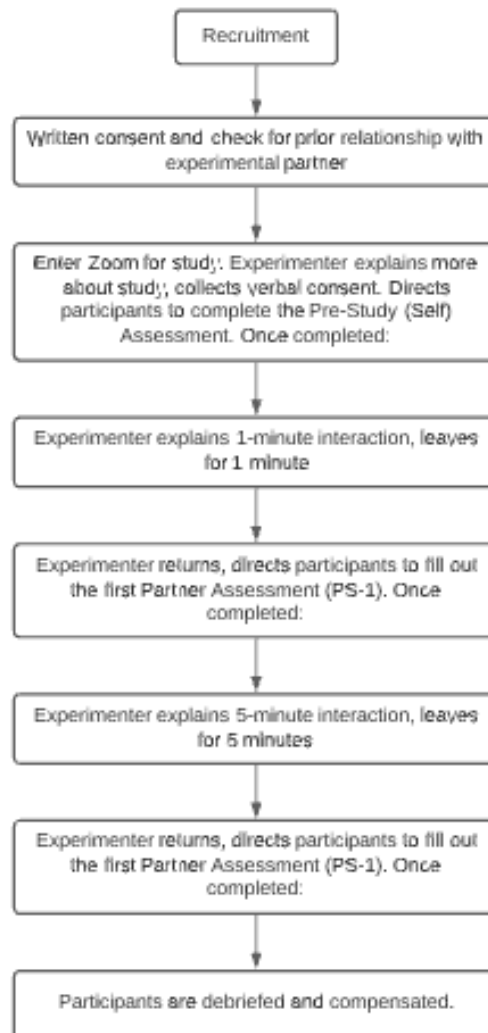 Recruitment
Written consent and check for prior relationship with
experimental partner
Enter Zoom for study. Experimenter explains more
about study, collects verbal consent. Directs
participants to complete the Pre-Study (Self)
Assessment. Once completed:
Experimenter explains 1-minute interaction, leaves
for 1 minute
Experimenter returns, directs participants to fill out
the first Partner Assessment (PS-1). Once
completed:
Experimenter explains 5-minute interaction, leaves
for 5 minutes
Experimenter returns, directs participants to fill out
the first Partner Assessment (PS-1). Once
completed:
Participants are debriefed and compensated.